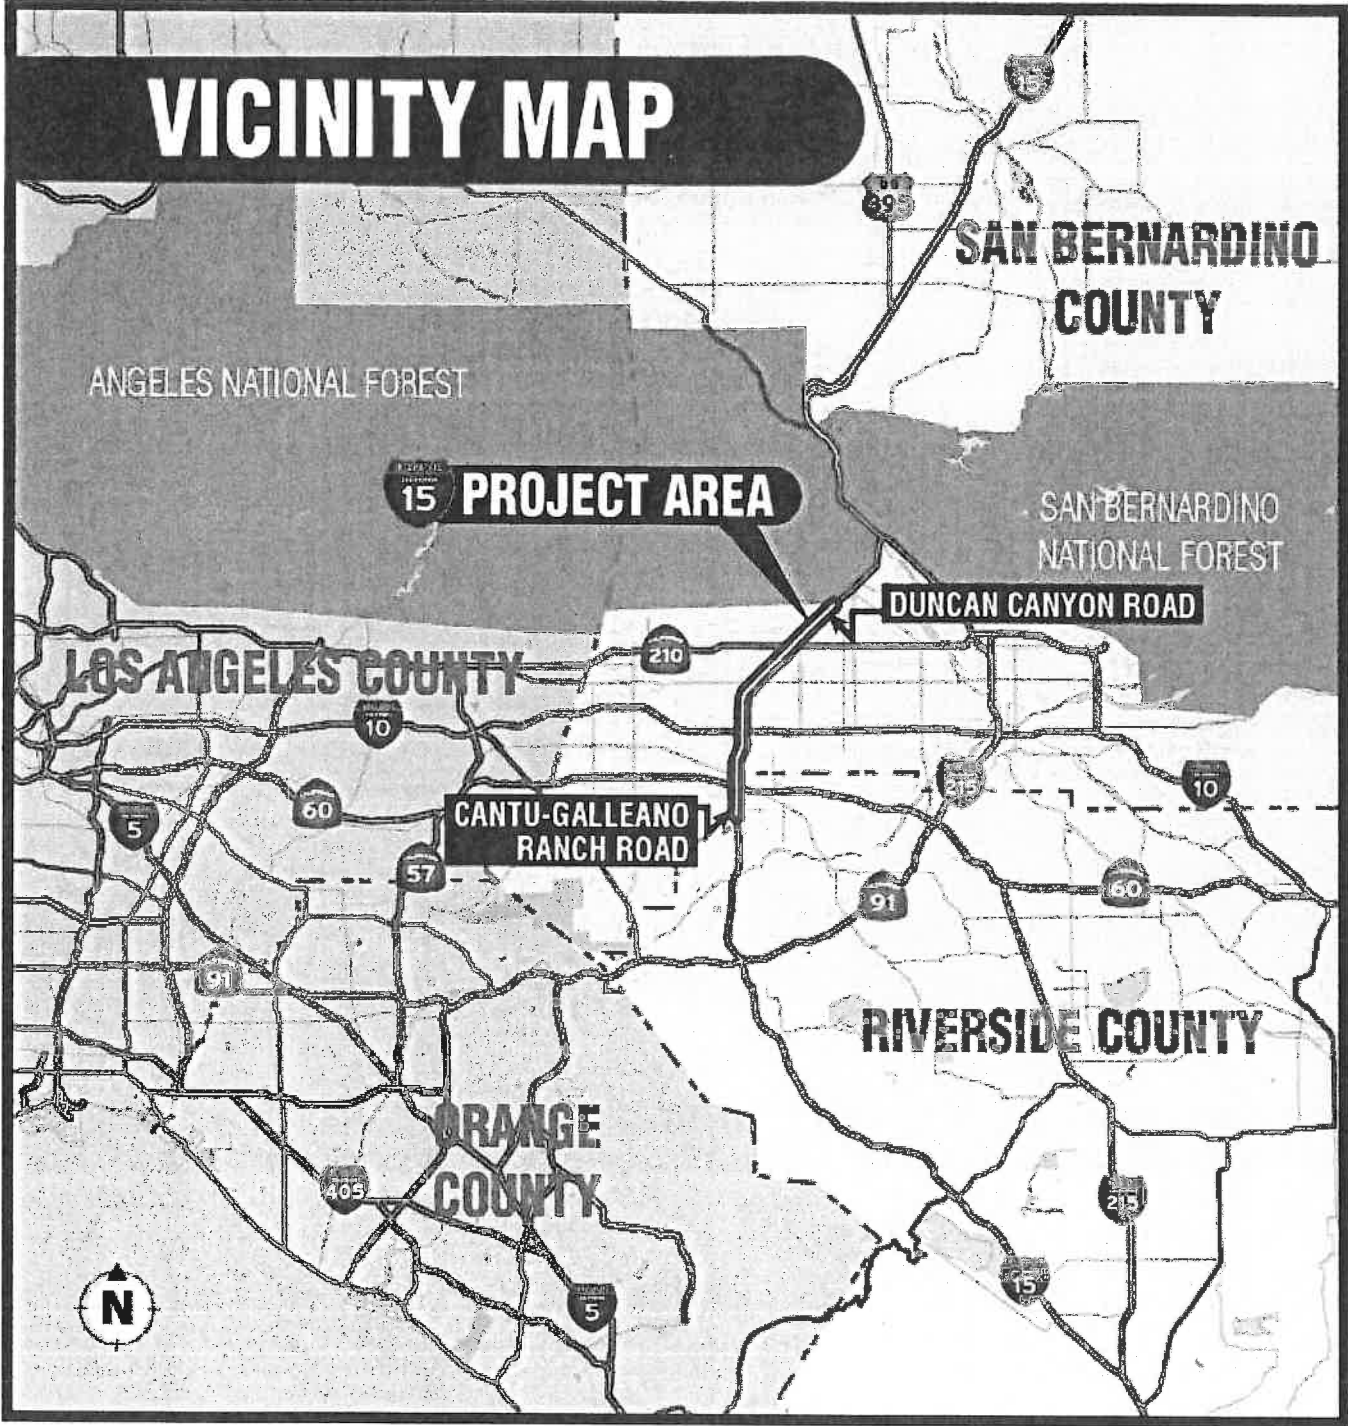 VICINITY MAP
15
395
SAN BERNARDINO
COUNTY
ANGELES NATIONAL FOREST
15
PROJECT AREA
SAN BERNARDINO
NATIONAL FOREST
DUNCAN CANYON ROAD
210
LOS ANGELES COUNTY
10
215
10
60
5
CANTU-GALLEANO
RANCH ROAD
57
91
60
91
RIVERSIDE COUNTY
ORANGE
COUNTY
405
215
15
5
N